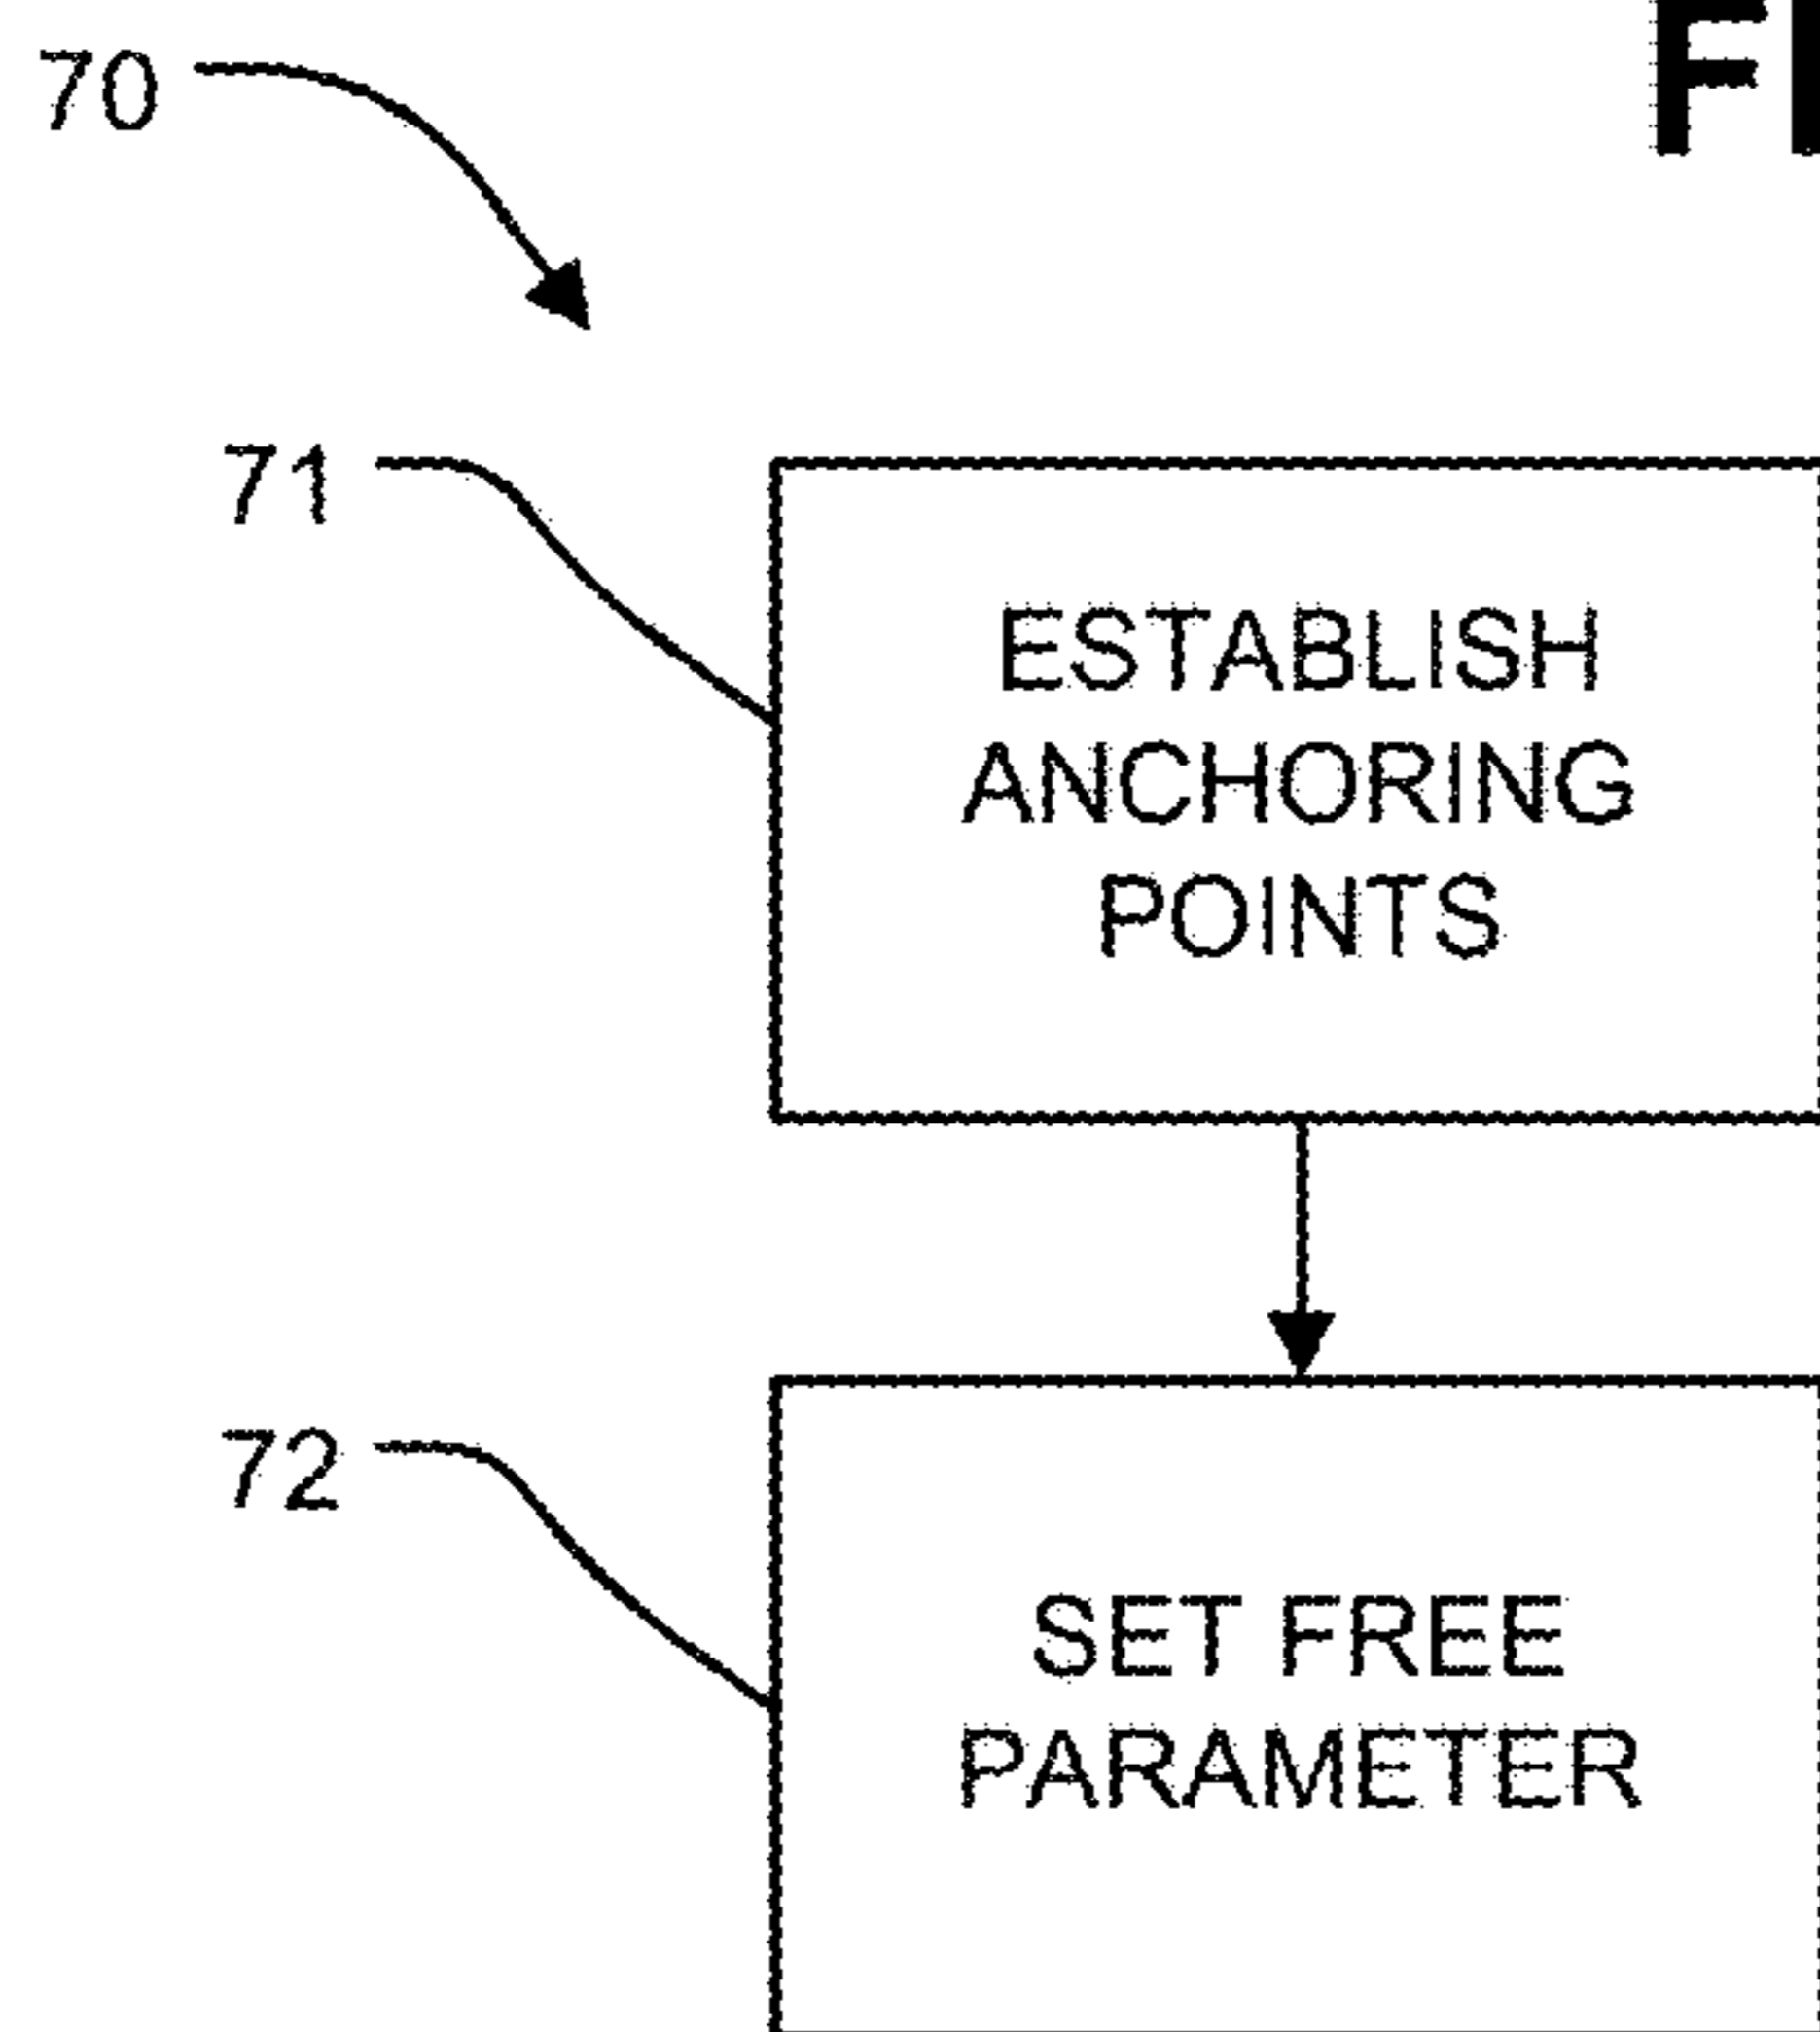 70
71
ESTABLISH
ANCHORING
POINTS
72
SET FREE
PARAMETER